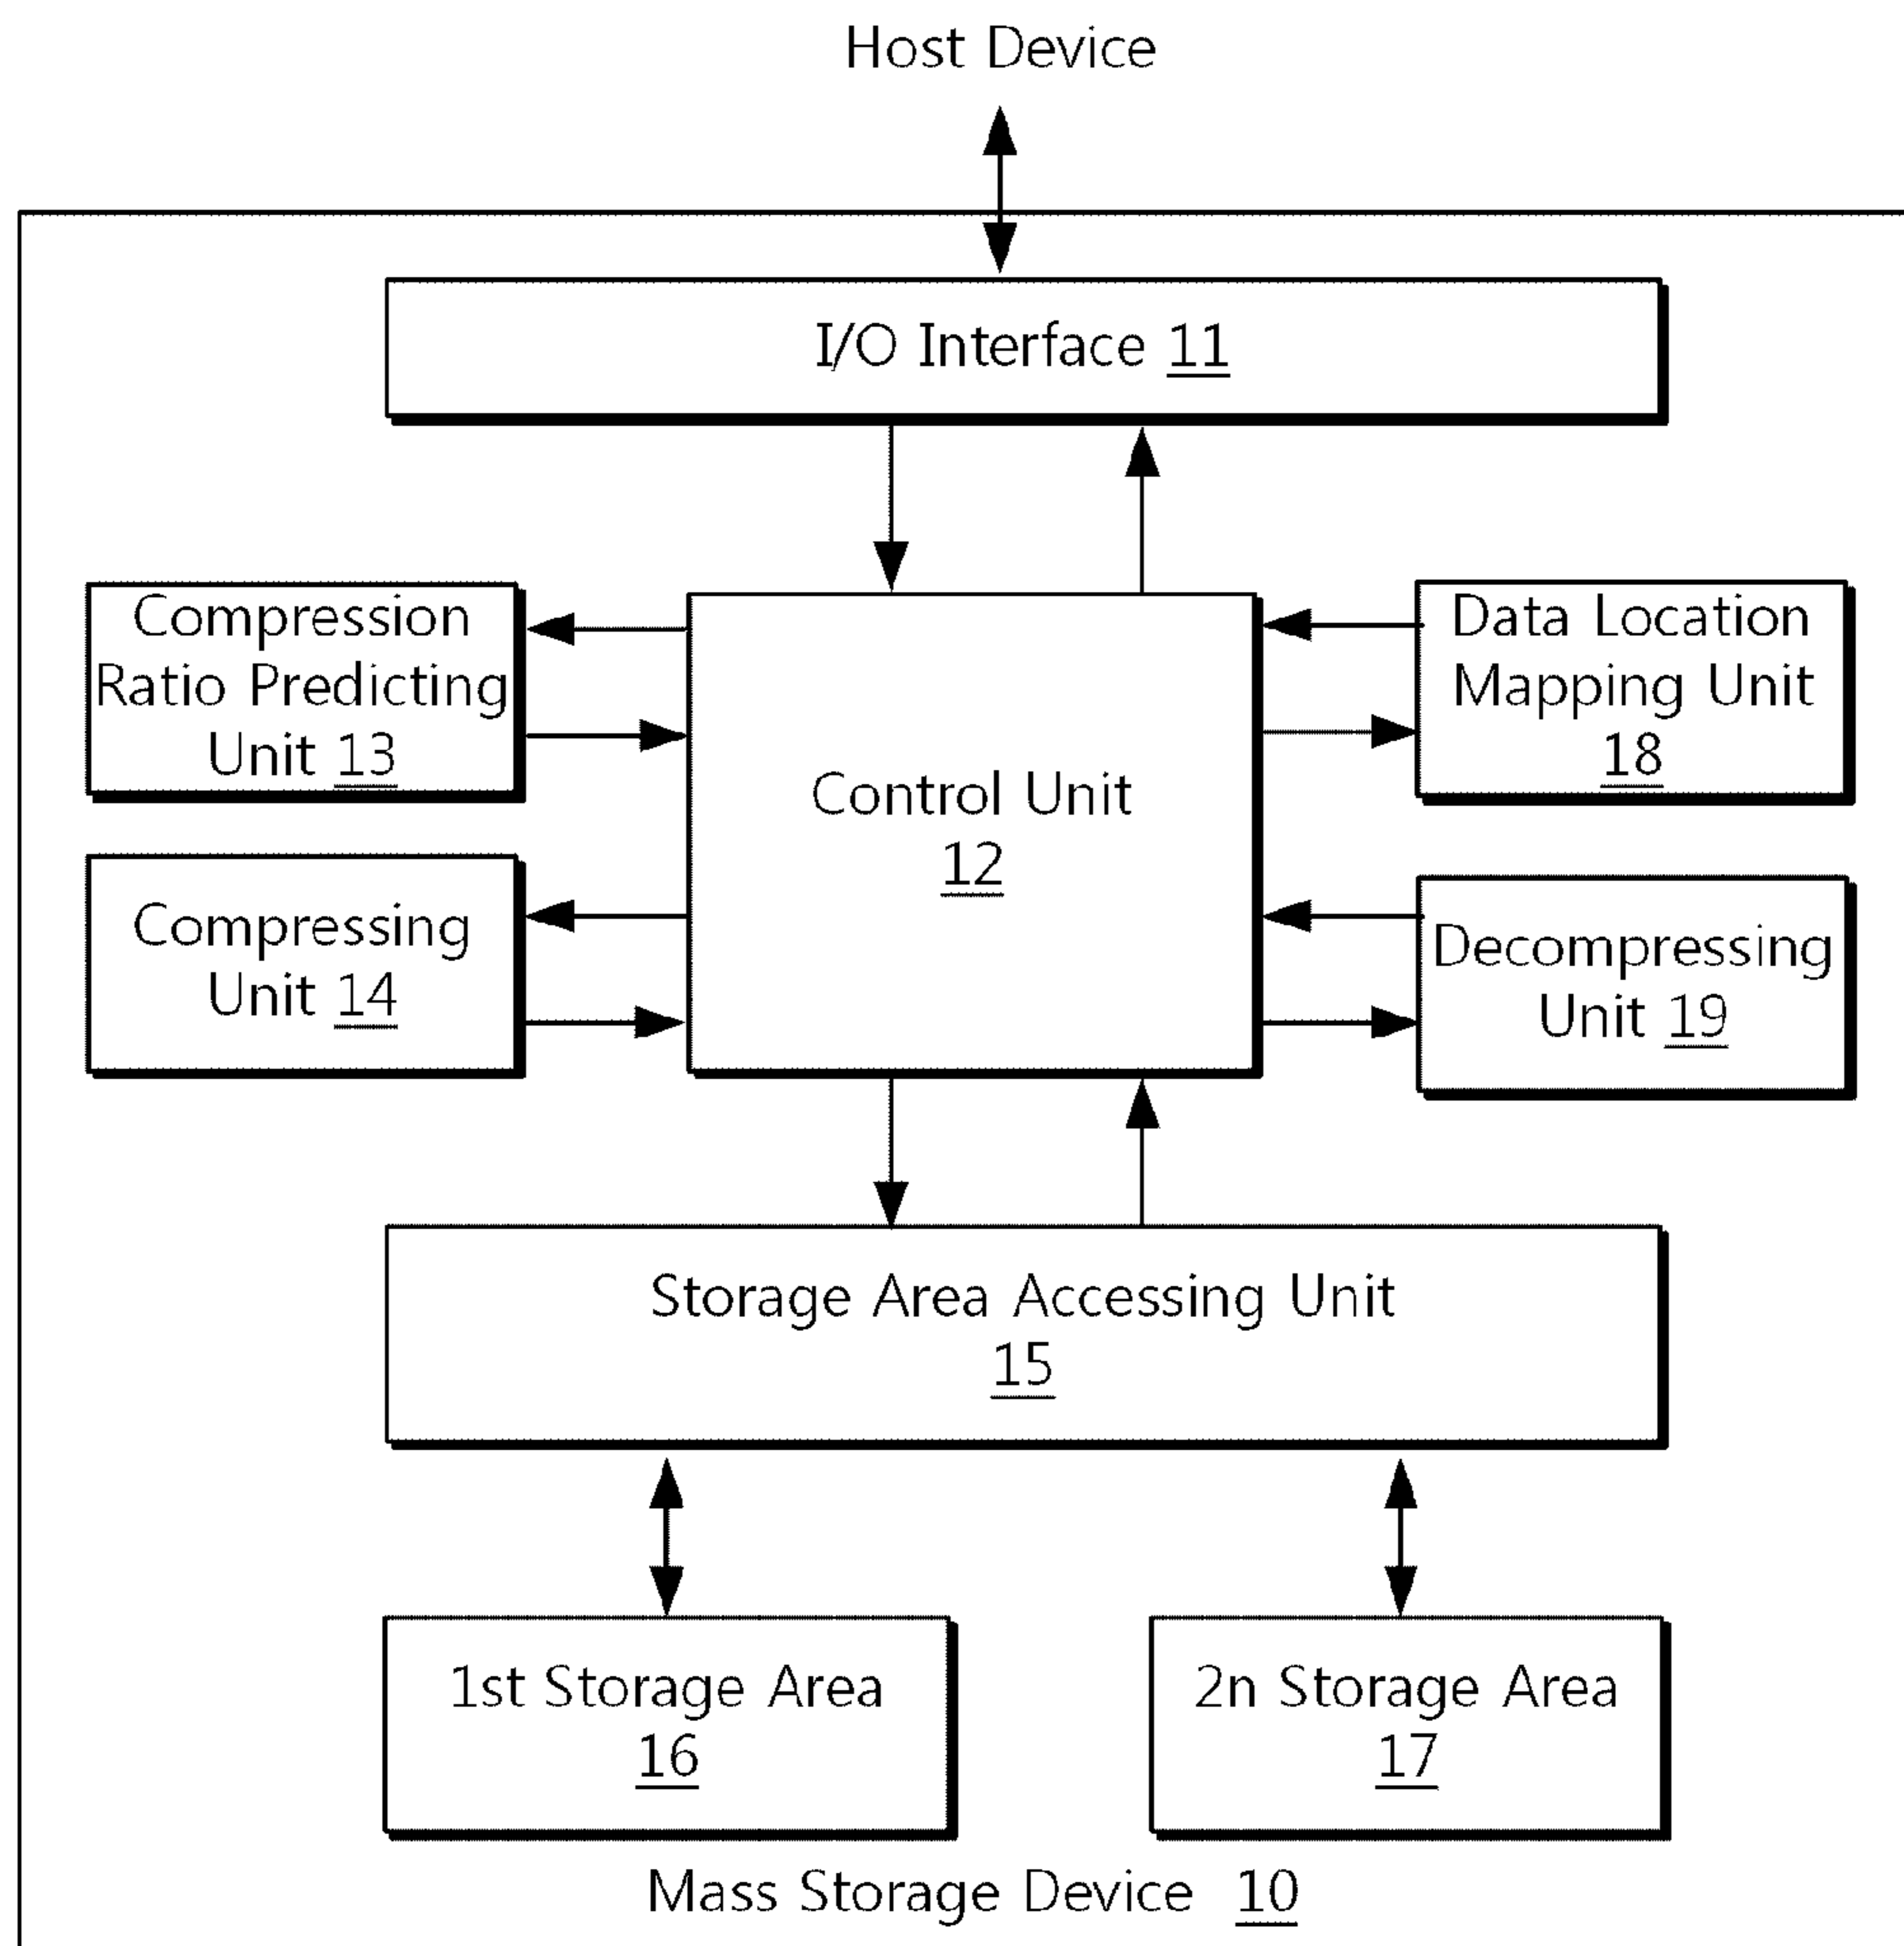 Host Device
I/O Interface 11
Compression
Ratio Predicting
Unit 13
Data Location
Mapping Unit
18
Control Unit
12
Compressing
Unit 14
Decompressing
Unit 19
Storage Area Accessing Unit
15
1st Storage Area
16
2n Storage Area
17
Mass Storage Device 10